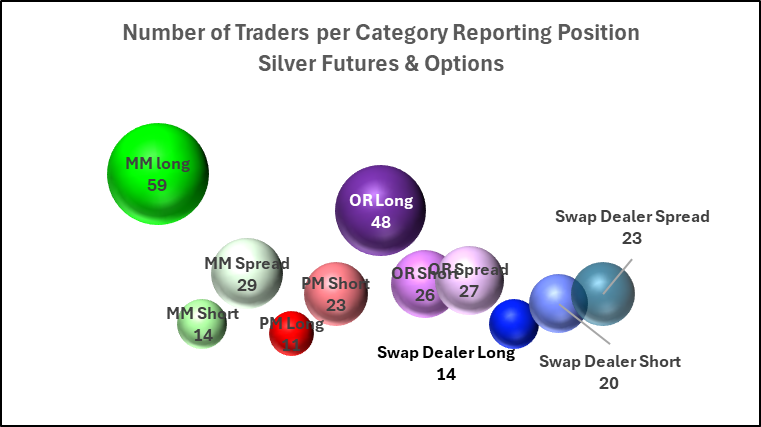 Number of Traders per Category Reporting Position
Silver Futures & Options
MM long
59
OR Long
48
Swap Dealer Spread
23
MM Spread
29
OR Short
26
OR Spread
27
PM Short
23
MM Short
14
PM Long
11
Swap Dealer Long
14
Swap Dealer Short
20